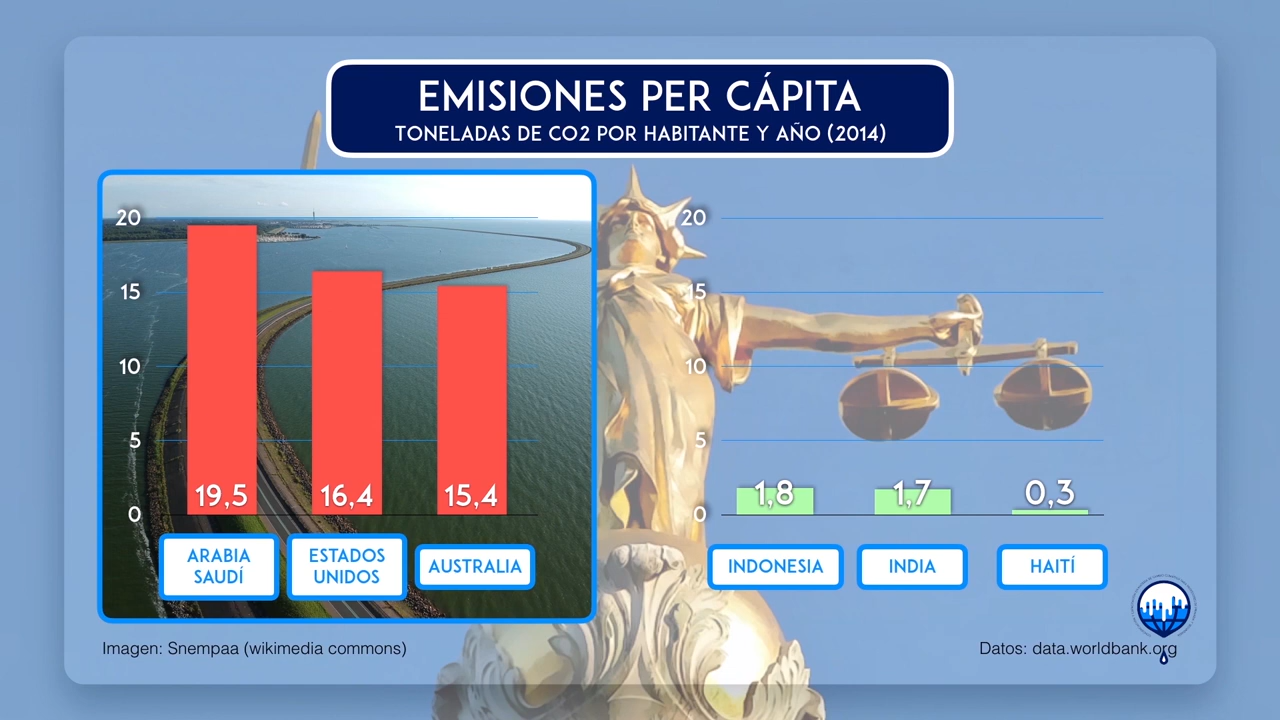 EMISIONES PER CÁPITA
TONELADAS DE CO2 POR HABITANTE Y AÑO (2014)
20
15
10
5
0
19,5
16,4
15,4
ARABIA
SAUDÍ
ESTADOS
UNIDOS
AUSTRALIA
20
15
10
5
0
1,8
1,7
0,3
INDONESIA
INDIA
HAITÍ
Imagen: Snempaa (wikimedia commons)
Datos: data.worldbank.org